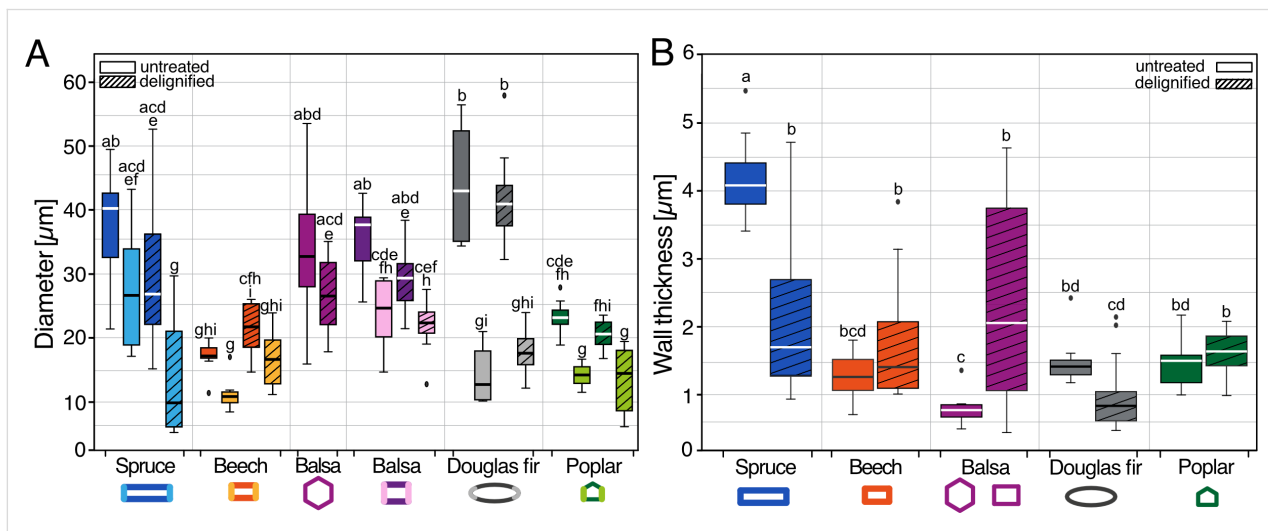 A
untreated
delignified
Diameter [µm]
60
50
40
30
20
10
0
ab
acd
ef
acd
e
g
ghi
g
cfh
i
ghi
abd
acd
e
ab
cde
fh
abd
e
cef
h
b
gi
b
ghi
cde
fh
g
fhi
g
Spruce
Beech
Balsa
Balsa
Douglas fir
Poplar
B
untreated
delignified
Wall thickness [µm]
6
5
4
3
2
1
0
a
b
bcd
b
c
b
bd
cd
bd
b
Spruce
Beech
Balsa
Douglas fir
Poplar